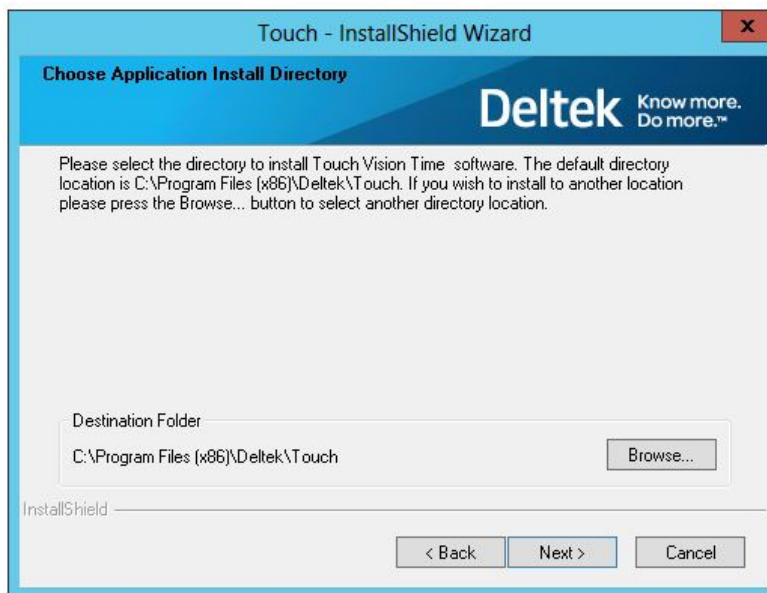 Touch - InstallShield Wizard
x
Choose Application Install Directory
Deltek Know more.
Do more.™
Please select the directory to install Touch Vision Time  software. The default directory
location is C:\Program Files (x86)\Deltek\Touch. If you wish to install to another location
please press the Browse... button to select another directory location.
Destination Folder
C:\Program Files (x86)\Deltek\Touch
Browse...
InstallShield
< Back
Next >
Cancel